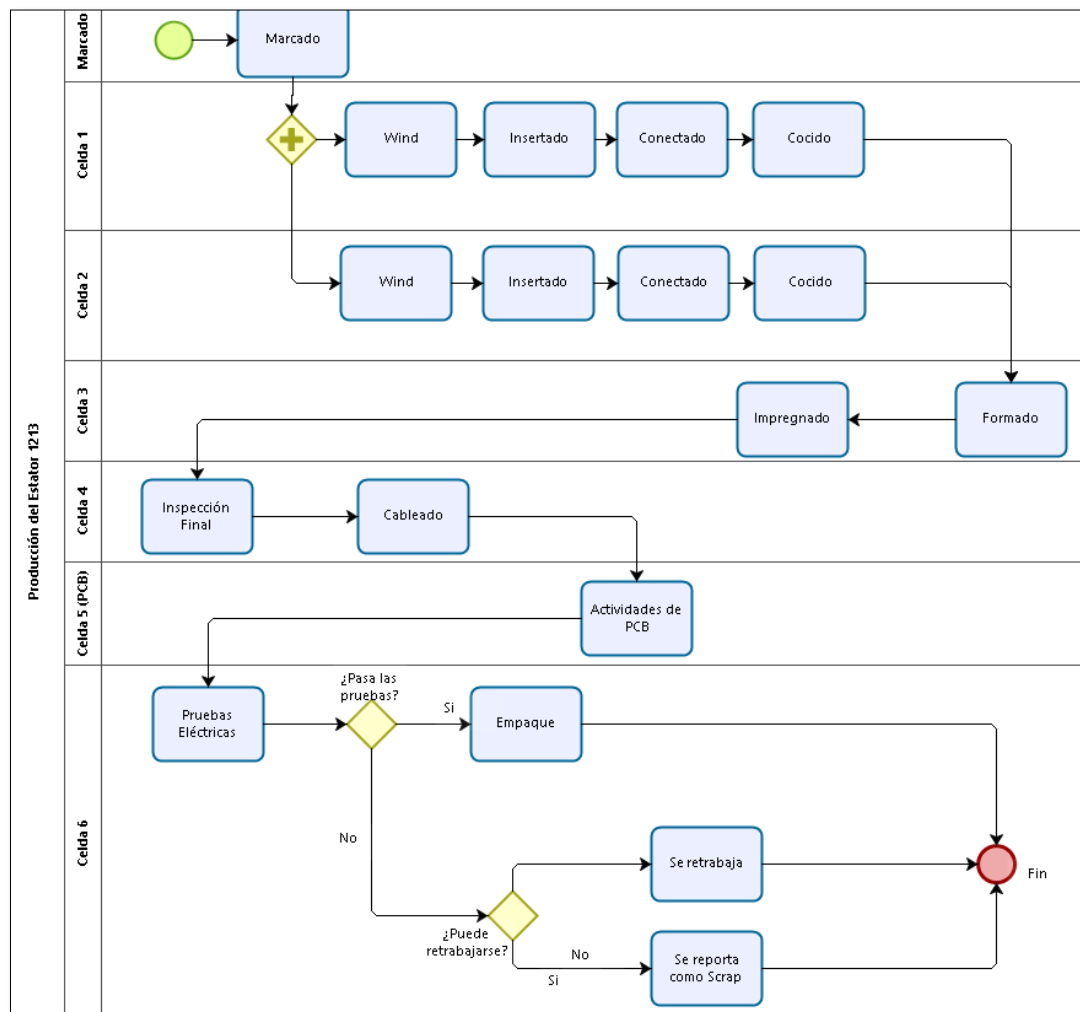 Producción del Estator 1213
Marcado
Marcado
Celda 1
Wind
Insertado
Conectado
Cocido
Celda 2
Wind
Insertado
Conectado
Cocido
Celda 3
Impregnado
Formado
Celda 4
Inspección
Final
Cableado
Celda 5 (PCB)
Actividades de
PCB
Celda 6
Pruebas
Eléctricas
¿Pasa las
pruebas?
Si
Empaque
No
Se retrabaja
Fin
¿Puede
retrabajarse?
No
Si
Se reporta
como Scrap